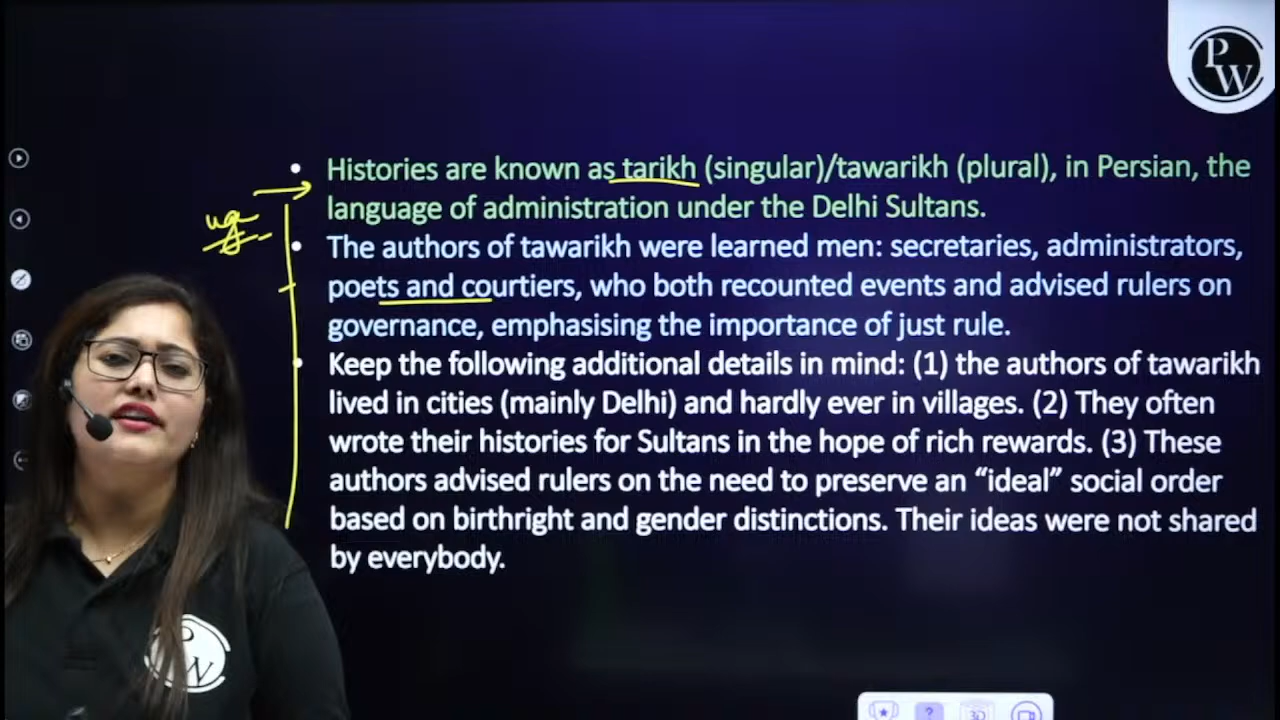 PW
Histories are known as tarikh (singular)/tawarikh (plural), in Persian, the
language of administration under the Delhi Sultans.
The authors of tawarikh were learned men: secretaries, administrators,
poets and courtiers, who both recounted events and advised rulers on
governance, emphasising the importance of just rule.
Keep the following additional details in mind: (1) the authors of tawarikh
lived in cities (mainly Delhi) and hardly ever in villages. (2) They often
wrote their histories for Sultans in the hope of rich rewards. (3) These
authors advised rulers on the need to preserve an “ideal” social order
based on birthright and gender distinctions. Their ideas were not shared
by everybody.
PW
?
3D